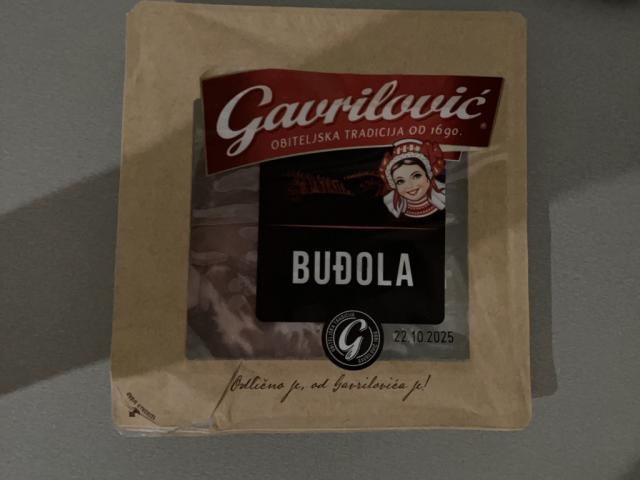 Gavrilović
OBITELJSKA TRADICIJA OD 1690.
BUĐOLA
G
22.10.2025
Odlično je, od Gavrilovića je!